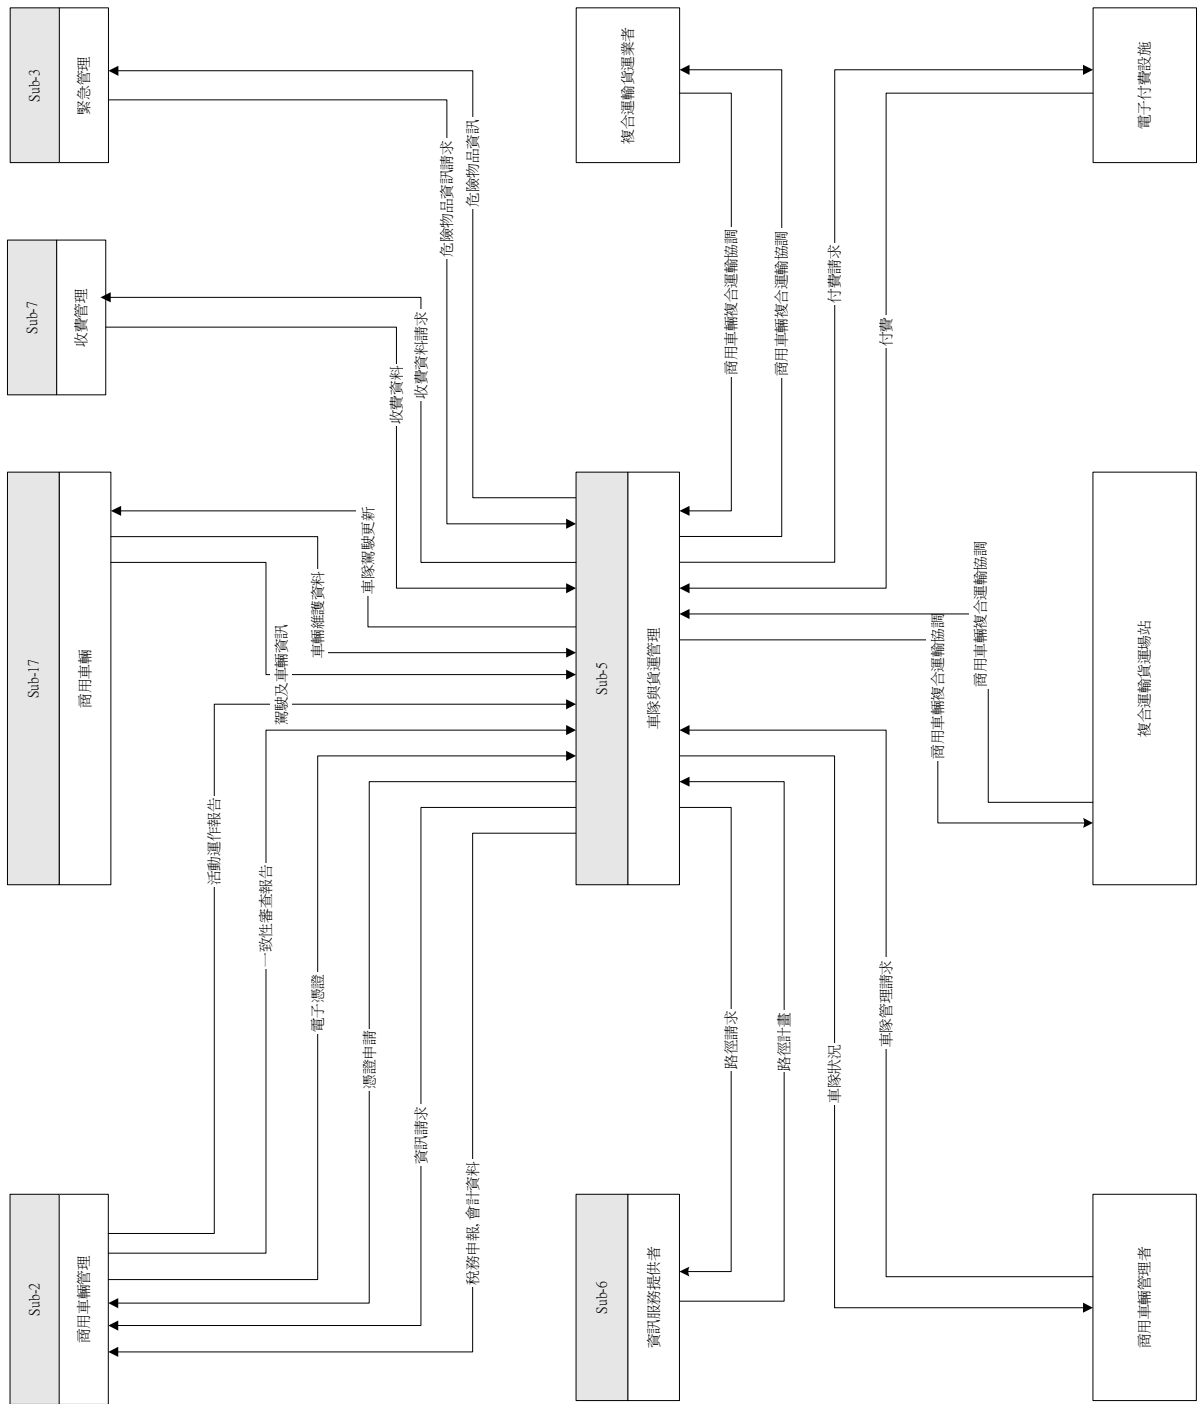 Sub-2
商用車輛管理
Sub-17
商用車輛
Sub-7
收費管理
Sub-3
緊急管理
活動運作報告
一致性審查報告
電子憑證
憑證申請
資訊請求
稅務申報, 會計資料
駕駛及車輛資訊
車輛維護資料
車隊駕駛更新
收費資料
收費資料請求
危險物品資訊請求
危險物品資訊
Sub-6
資訊服務提供者
Sub-5
車隊與貨運管理
複合運輸貨運業者
路徑請求
路徑計畫
車隊狀況
車隊管理請求
商用車輛複合運輸協調
商用車輛複合運輸協調
商用車輛複合運輸協調
商用車輛複合運輸協調
付費請求
付費
商用車輛管理者
複合運輸貨運場站
電子付費設施